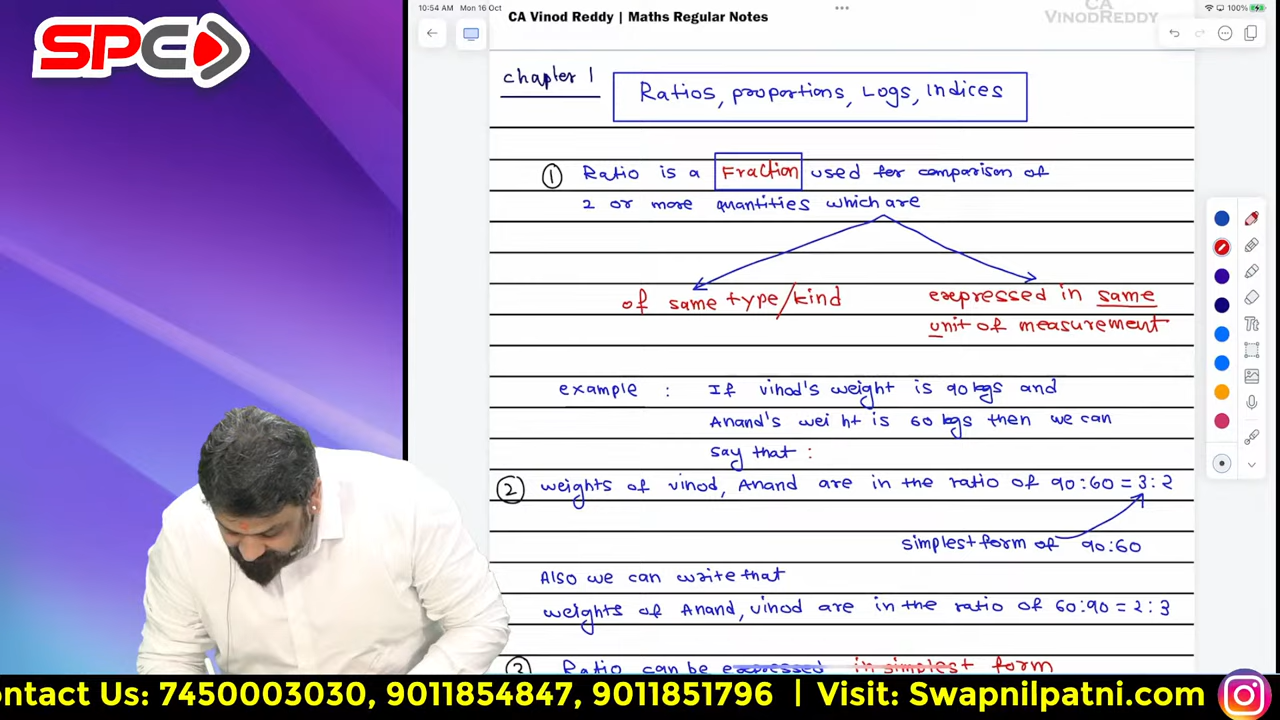 10:54 AM Mon 16 Oct
100%
CA Vinod Reddy | Maths Regular Notes
CA
VINODREDDY
SPC
chapter 1
Ratios, proportions, Logs, Indices
① Ratio is a Fraction used for comparison of
2 or more quantities which are
of same type/kind
expressed in same
unit of measurement
example : If vinod's weight is 90 kgs and
Anand's wei ht is 60 kgs then we can
say that :
② weights of vinod, Anand are in the ratio of 90:60 = 3:2
simplest form of 90:60
Also we can write that
weights of Anand, vinod are in the ratio of 60:90 = 2:3
③ Ratio can be expressed in simplest form
ontact Us: 7450003030, 9011854847, 9011851796 | Visit: Swapnilpatni.com